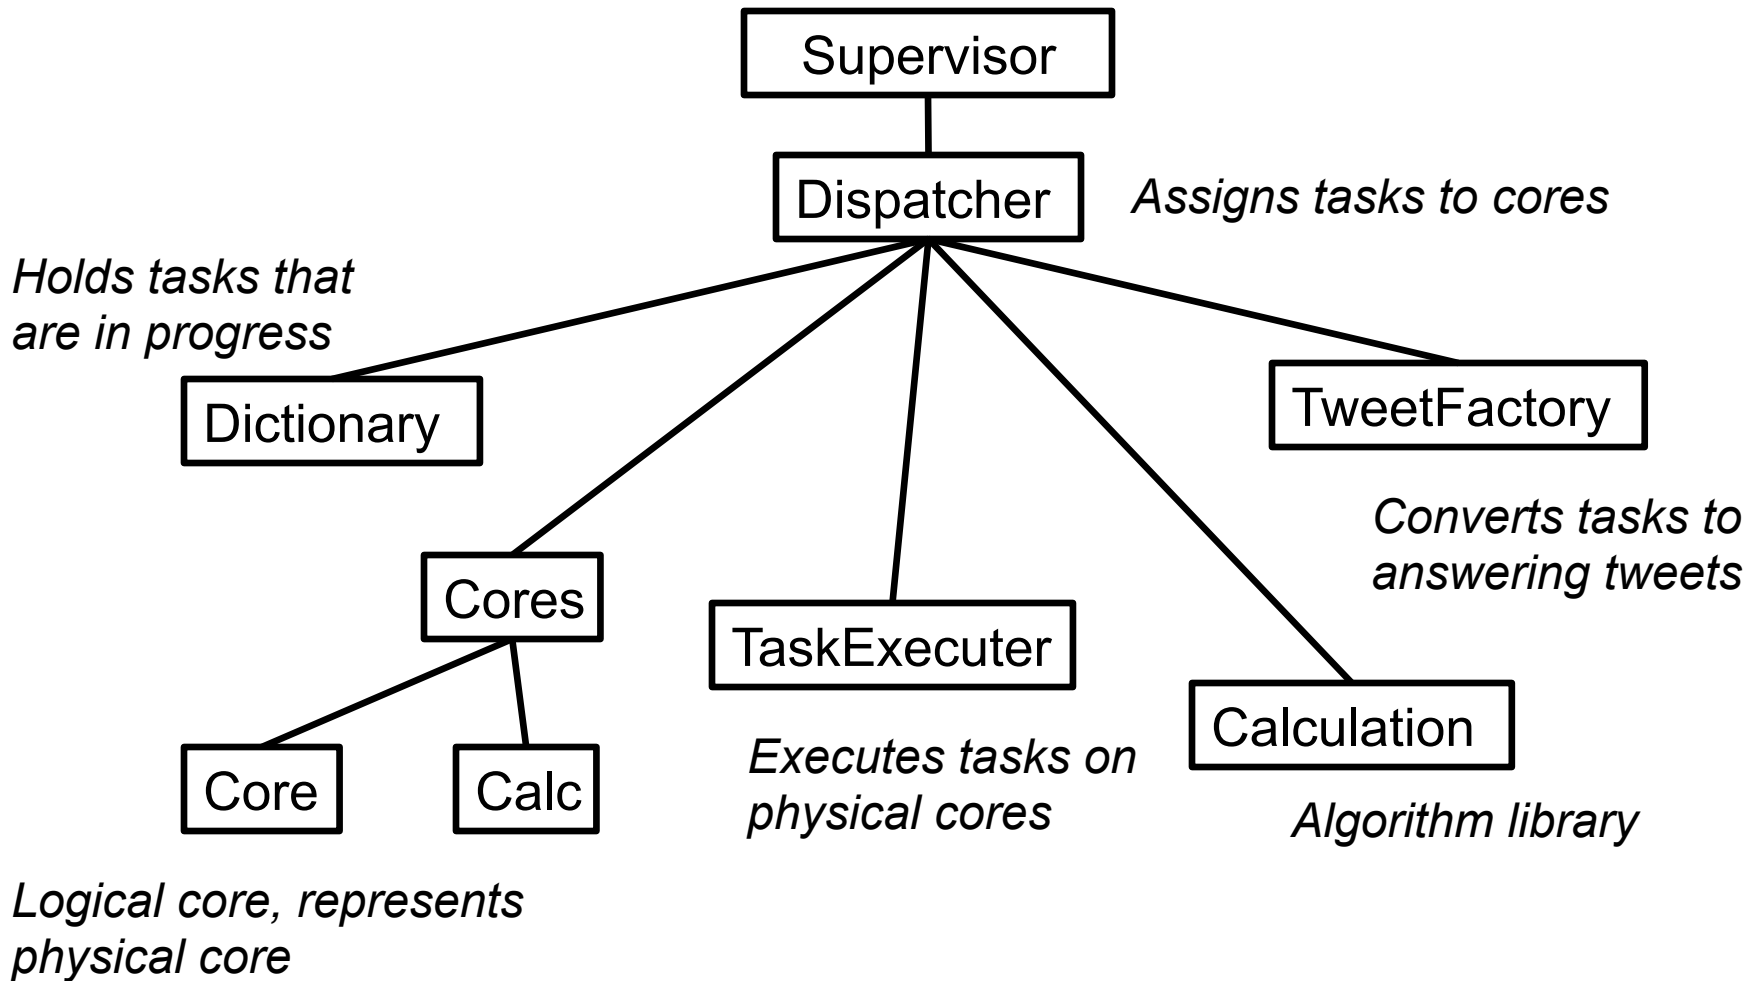 Supervisor
Dispatcher
Assigns tasks to cores
Holds tasks that
are in progress
Dictionary
TweetFactory
Converts tasks to
answering tweets
Cores
TaskExecuter
Calculation
Core
Calc
Executes tasks on
physical cores
Algorithm library
Logical core, represents
physical core